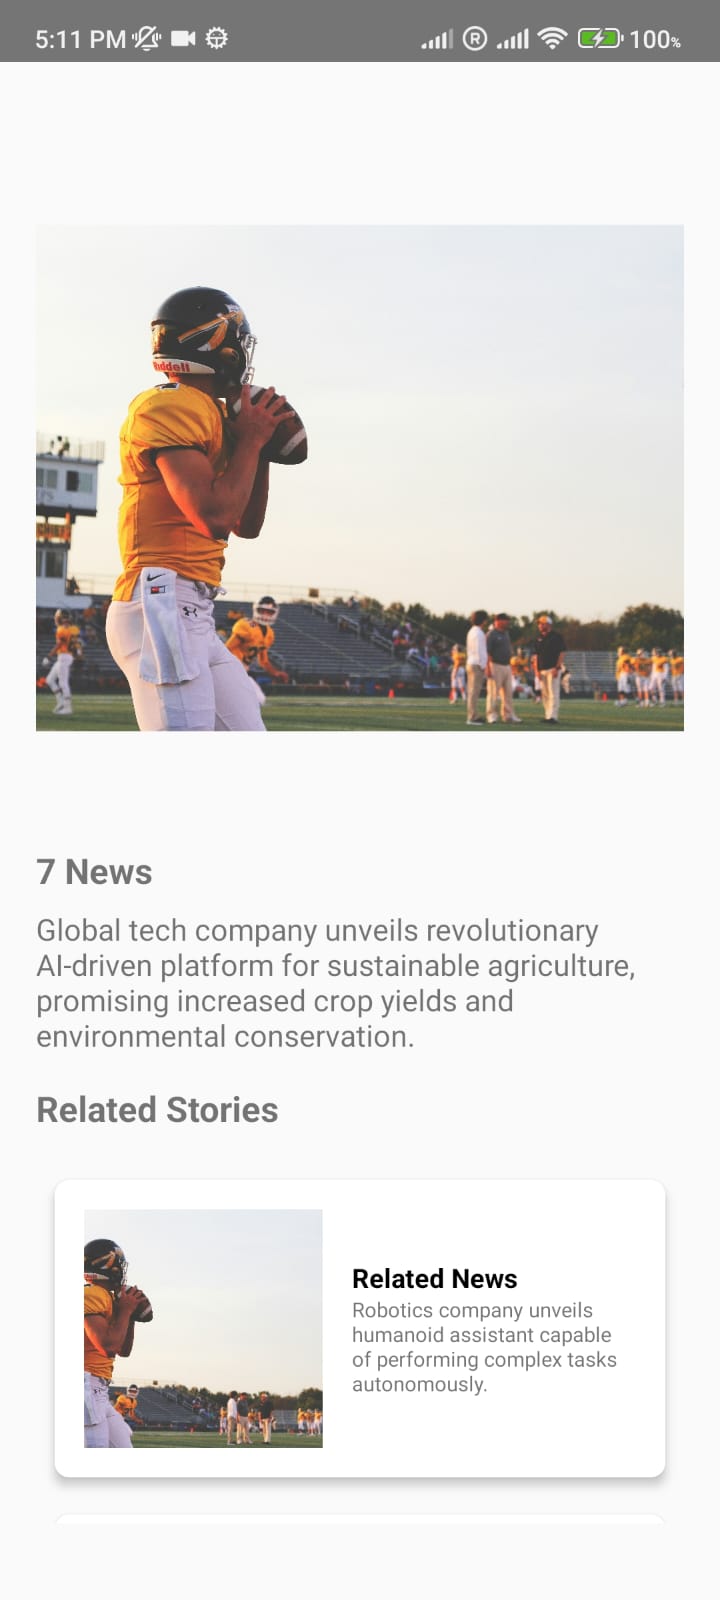 5:11 PM
R
100%
Riddell
7 News
Global tech company unveils revolutionary
AI-driven platform for sustainable agriculture,
promising increased crop yields and
environmental conservation.
Related Stories
Related News
Robotics company unveils
humanoid assistant capable
of performing complex tasks
autonomously.